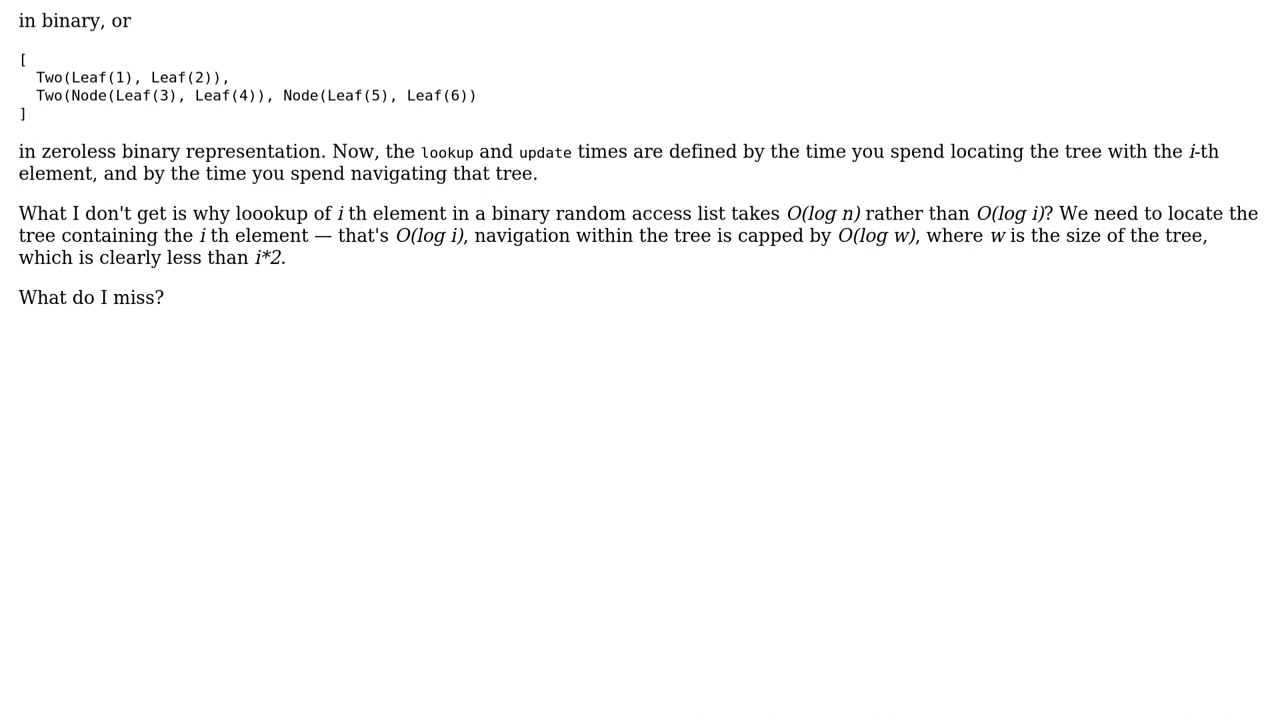 in binary, or
[
  Two(Leaf(1), Leaf(2)),
  Two(Node(Leaf(3), Leaf(4)), Node(Leaf(5), Leaf(6))
]
in zeroless binary representation. Now, the lookup and update times are defined by the time you spend locating the tree with the i-th
element, and by the time you spend navigating that tree.
What I don't get is why loookup of i th element in a binary random access list takes O(log n) rather than O(log i)? We need to locate the
tree containing the i th element — that's O(log i), navigation within the tree is capped by O(log w), where w is the size of the tree,
which is clearly less than i*2.
What do I miss?